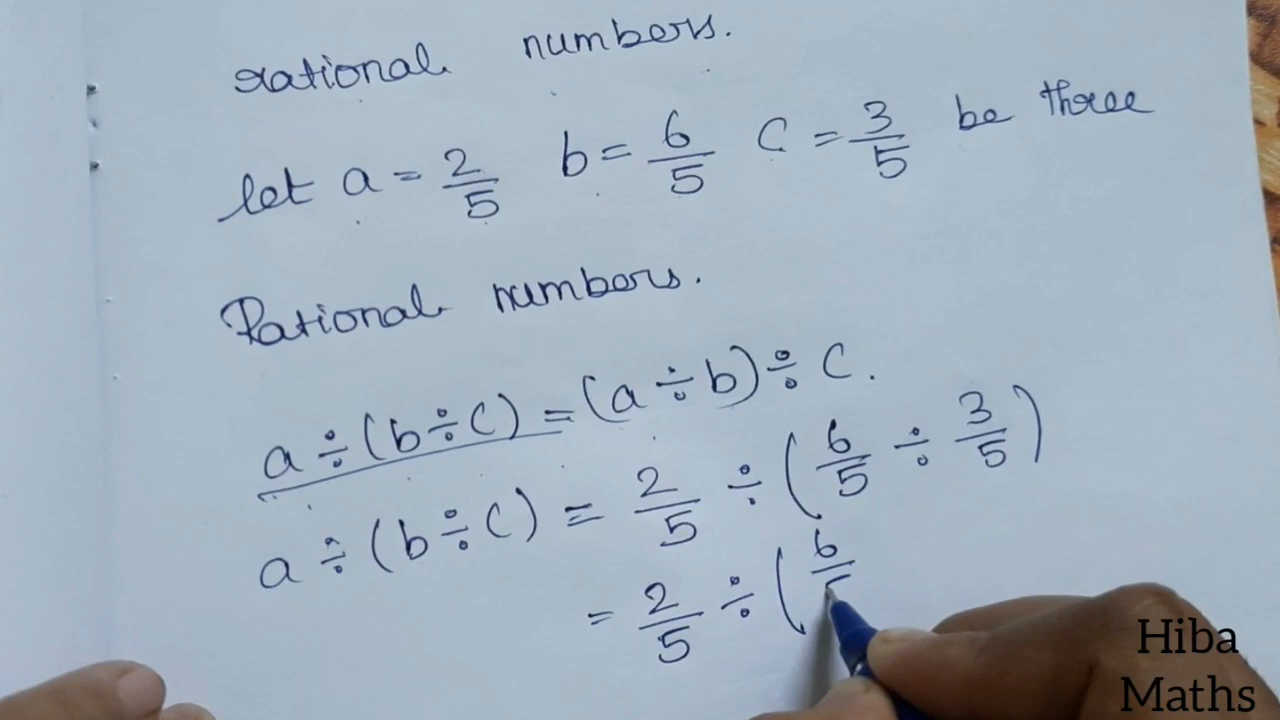 rational numbers.
let a = 2/5 b = 6/5 c = 3/5 be three
Rational numbers.
a ÷ (b ÷ c) = (a ÷ b) ÷ c.
a ÷ (b ÷ c) = 2/5 ÷ (6/5 ÷ 3/5)
= 2/5 ÷ (6/
Hiba
Maths